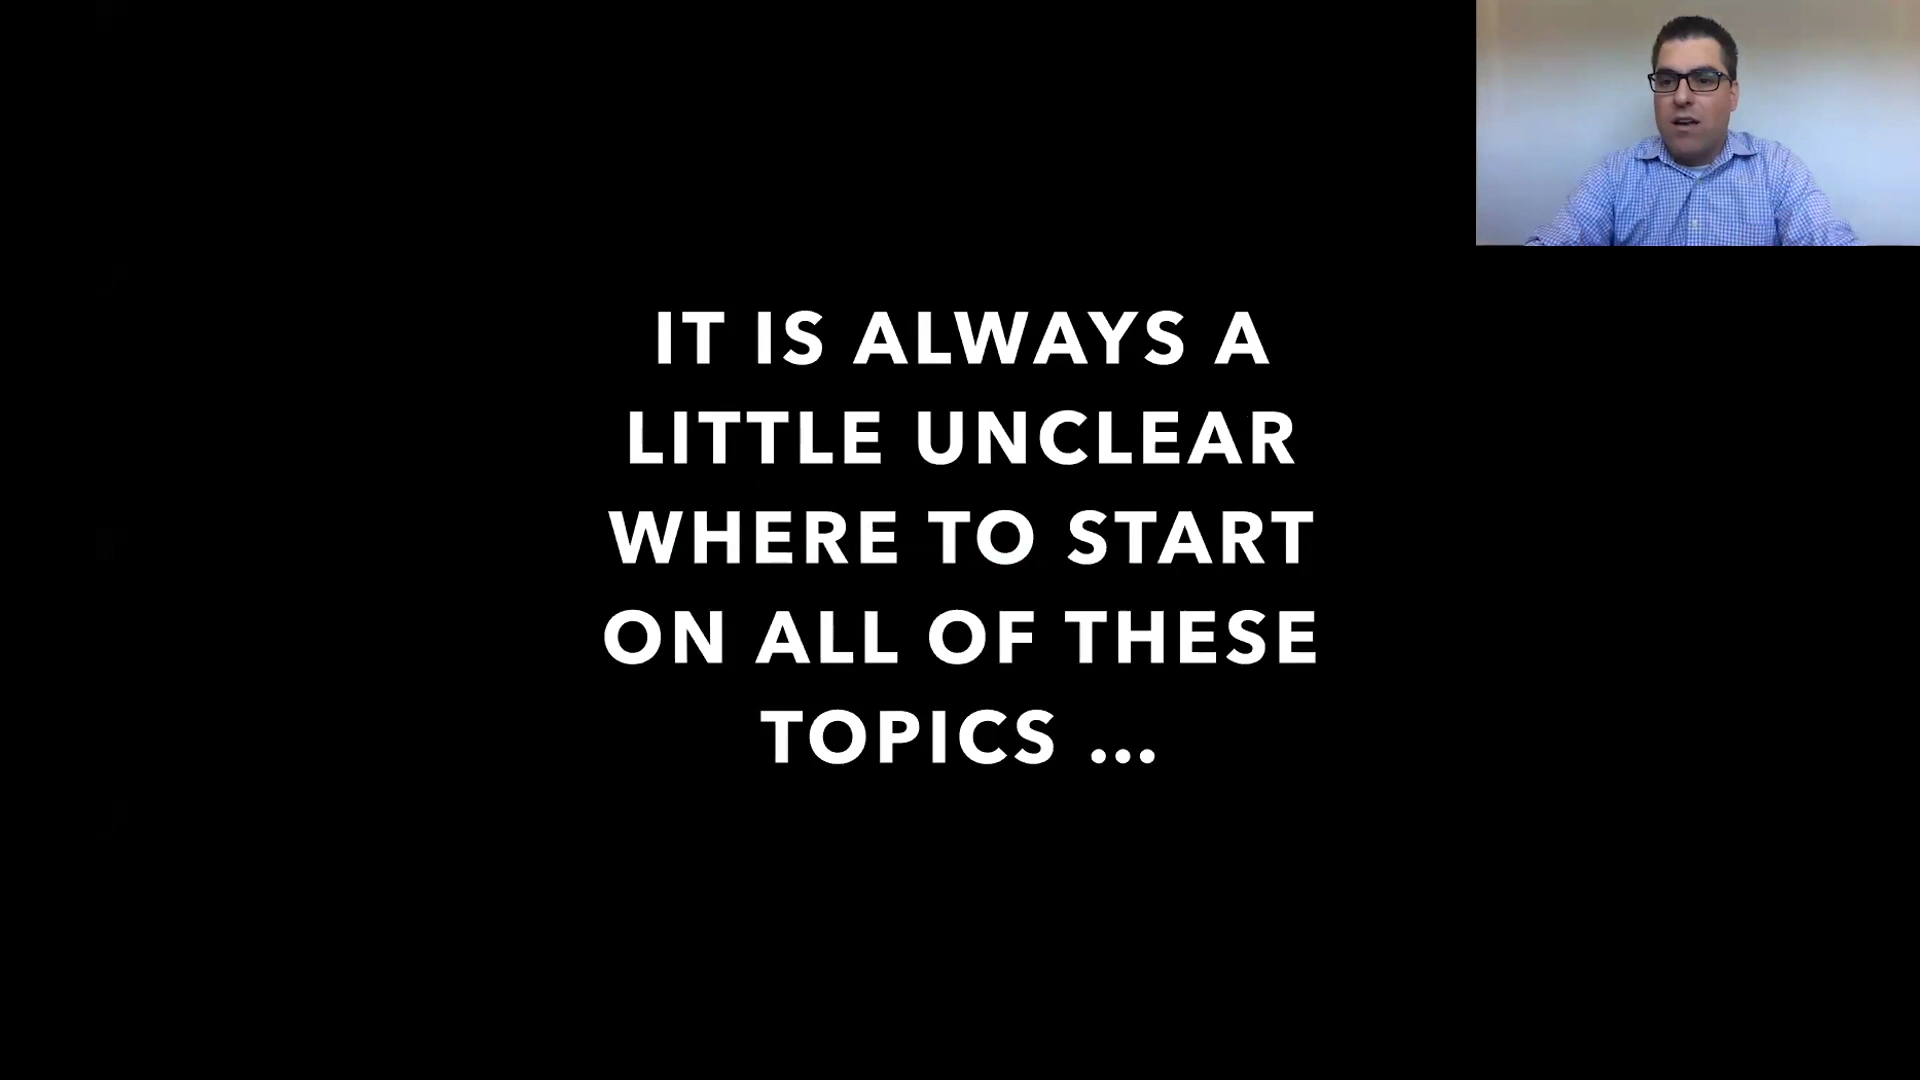 IT IS ALWAYS A
LITTLE UNCLEAR
WHERE TO START
ON ALL OF THESE
TOPICS ...